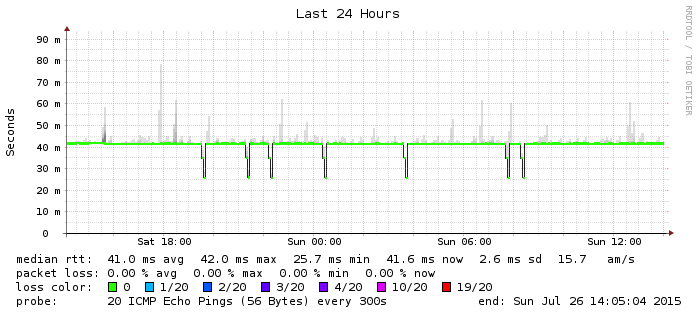 Last 24 Hours
RRDTOOL / TOBI OETIKER
Seconds
90 m
80 m
70 m
60 m
50 m
40 m
30 m
20 m
10 m
0
Sat 18:00 Sun 00:00 Sun 06:00 Sun 12:00
median rtt: 41.0 ms avg 42.0 ms max 25.7 ms min 41.6 ms now 2.6 ms sd 15.7 am/s
packet loss: 0.00 % avg 0.00 % max 0.00 % min 0.00 % now
loss color: 0 1/20 2/20 3/20 4/20 10/20 19/20
probe: 20 ICMP Echo Pings (56 Bytes) every 300s end: Sun Jul 26 14:05:04 2015